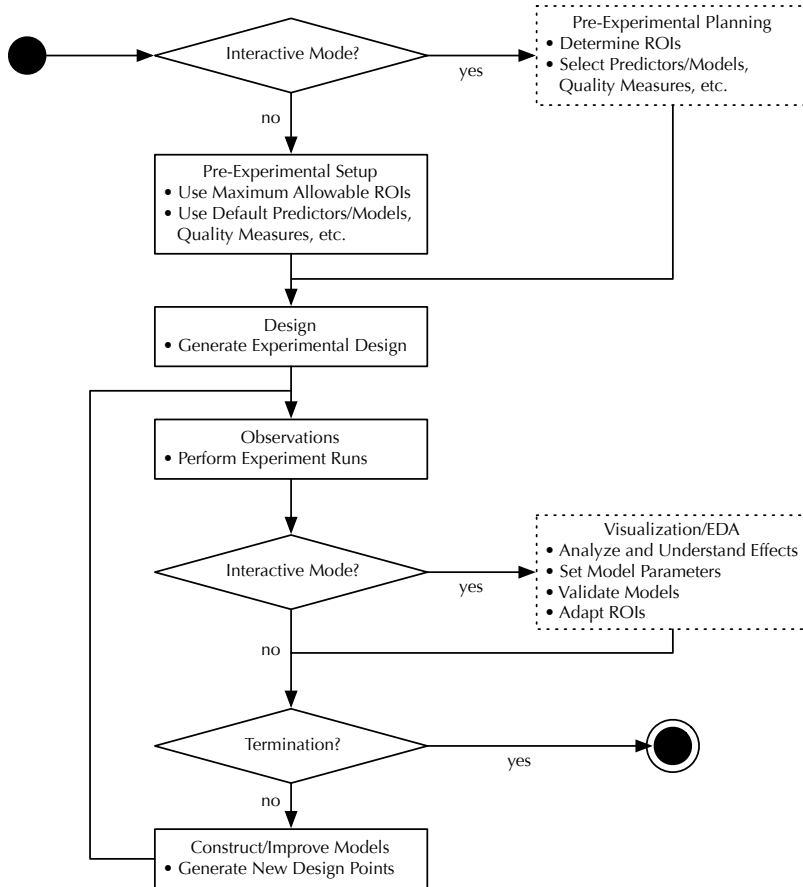 Interactive Mode?
yes
no
Pre-Experimental Planning
• Determine ROIs
• Select Predictors/Models,
Quality Measures, etc.
Pre-Experimental Setup
• Use Maximum Allowable ROIs
• Use Default Predictors/Models,
Quality Measures, etc.
Design
• Generate Experimental Design
Observations
• Perform Experiment Runs
Interactive Mode?
yes
no
Visualization/EDA
• Analyze and Understand Effects
• Set Model Parameters
• Validate Models
• Adapt ROIs
Termination?
yes
no
Construct/Improve Models
• Generate New Design Points